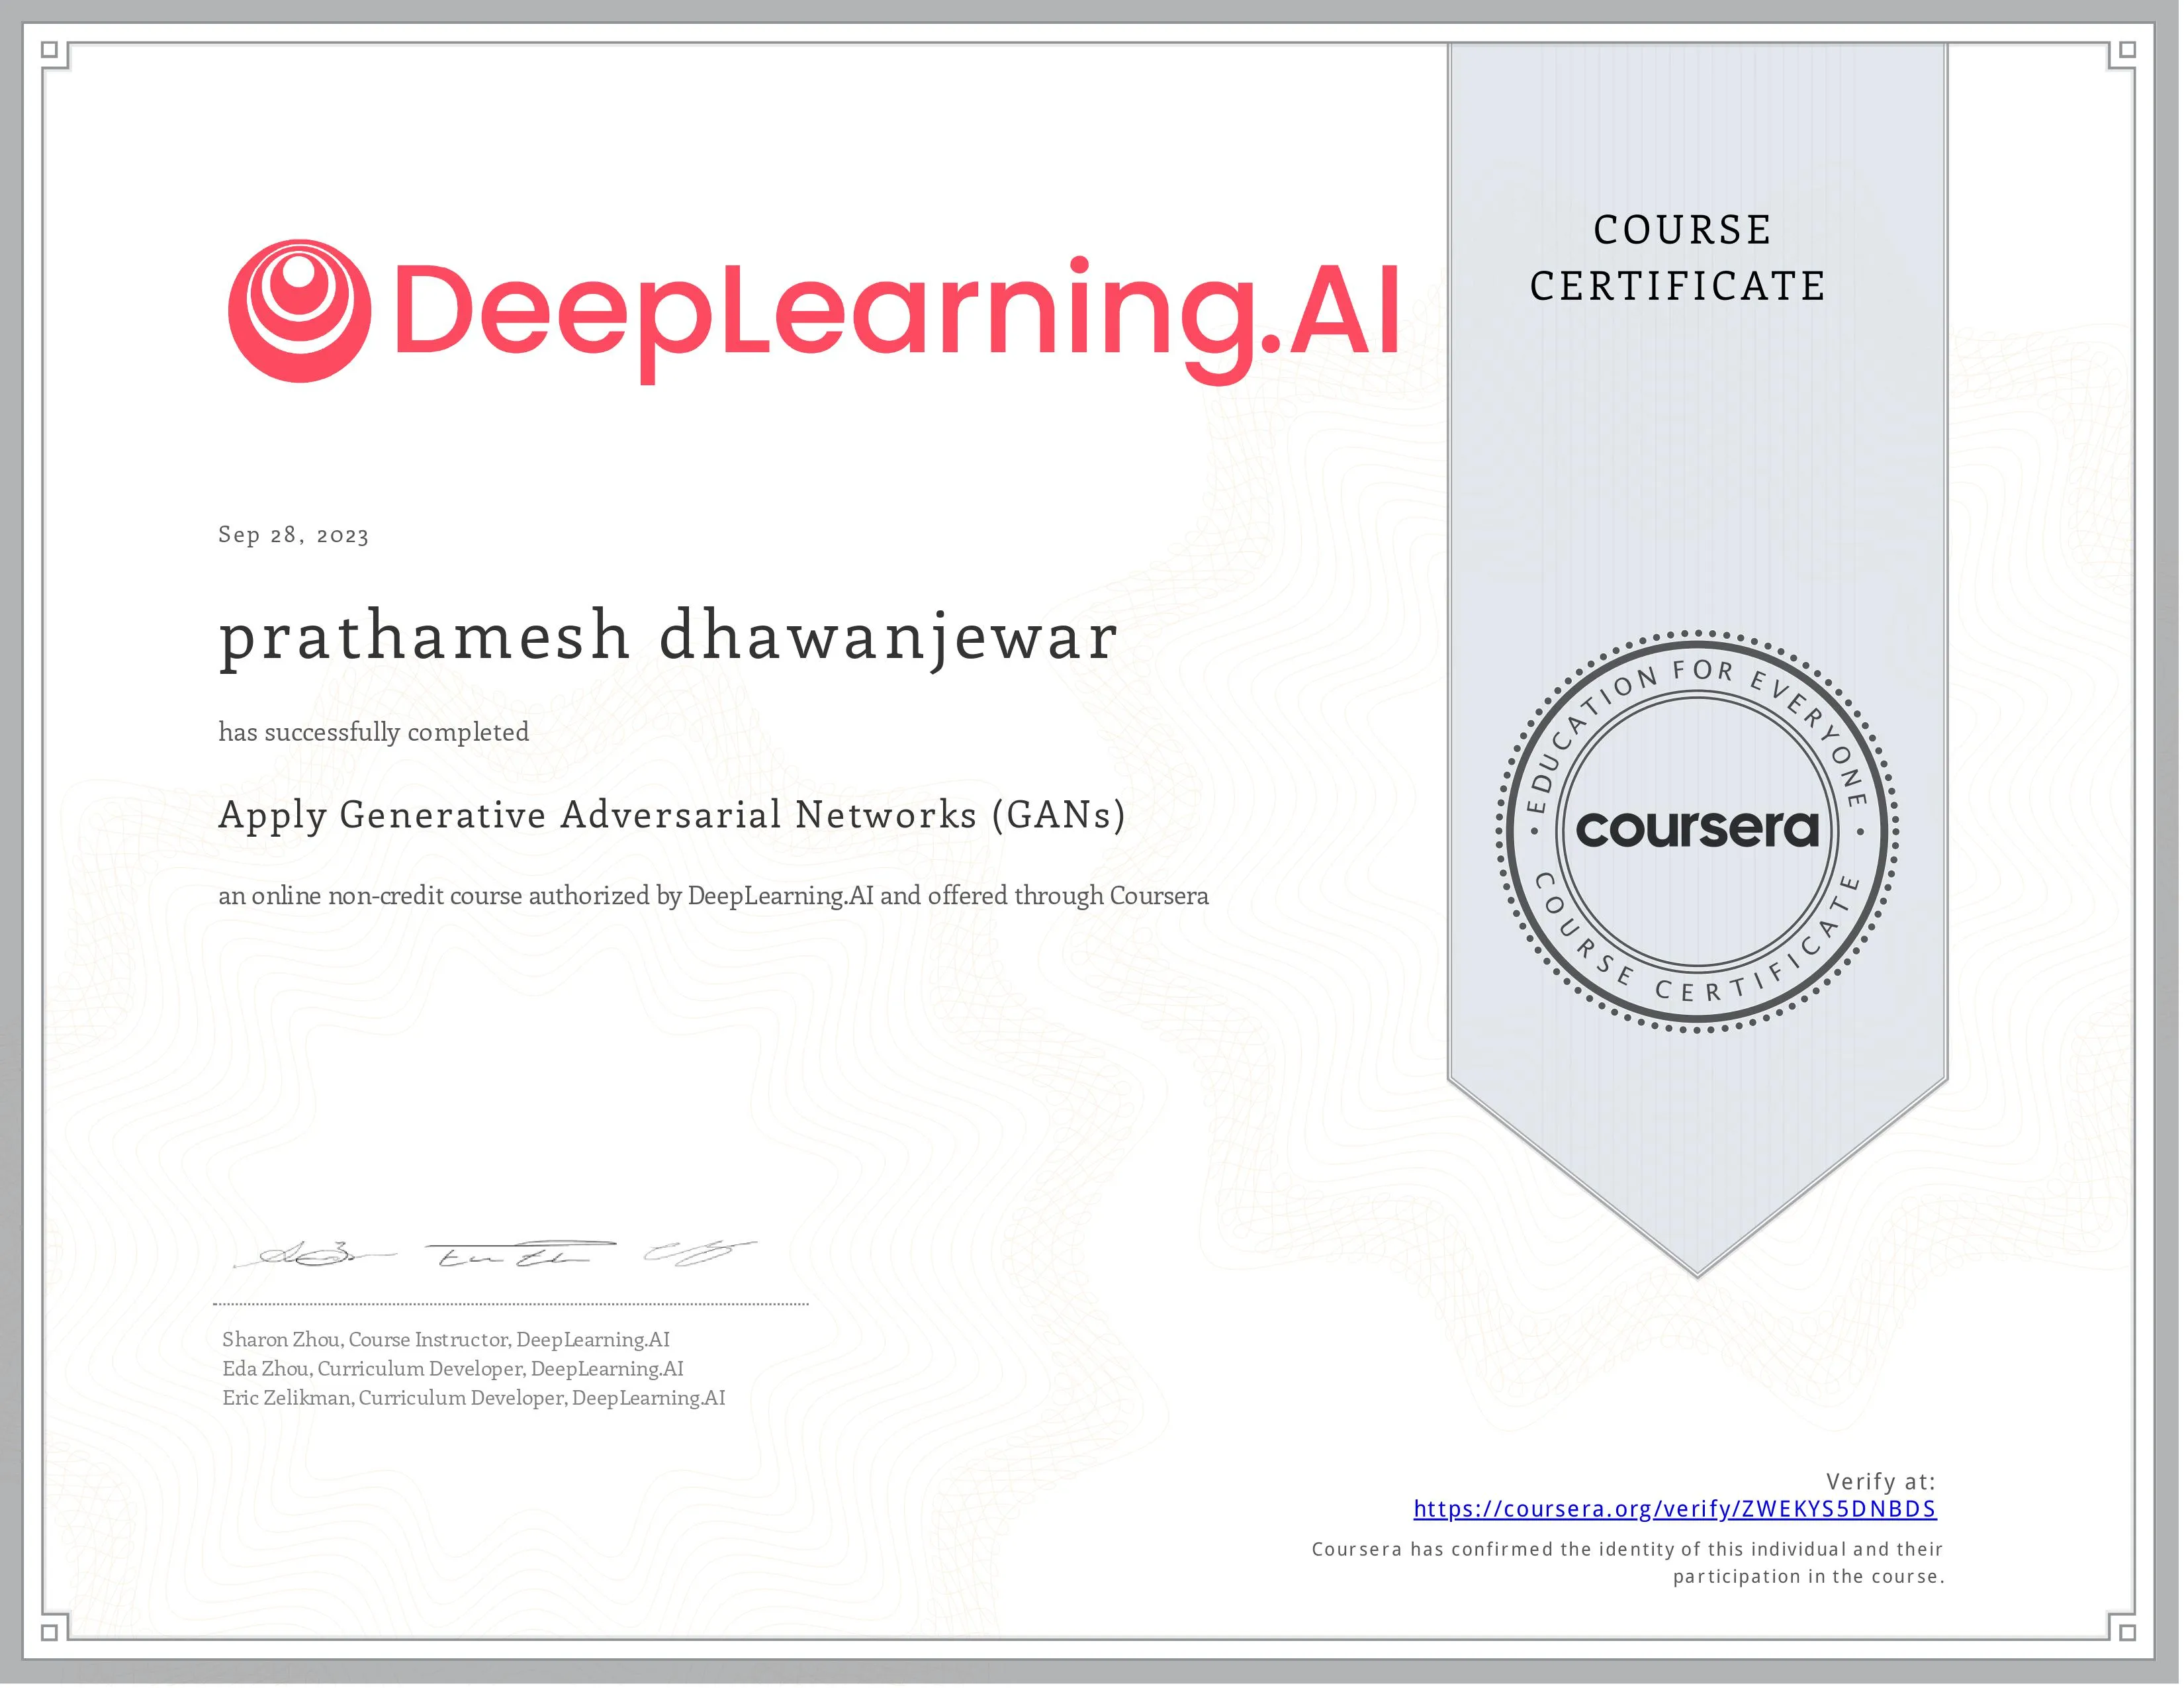 DeepLearning.AI
COURSE
CERTIFICATE
Sep 28, 2023
prathamesh dhawanjewar
has successfully completed
Apply Generative Adversarial Networks (GANs)
an online non-credit course authorized by DeepLearning.AI and offered through Coursera
EDUCATION FOR EVERYONE
coursera
COURSE CERTIFICATE
Sharon Zhou, Course Instructor, DeepLearning.AI
Eda Zhou, Curriculum Developer, DeepLearning.AI
Eric Zelikman, Curriculum Developer, DeepLearning.AI
Verify at:
https://coursera.org/verify/ZWEKYS5DNBDS
Coursera has confirmed the identity of this individual and their
participation in the course.